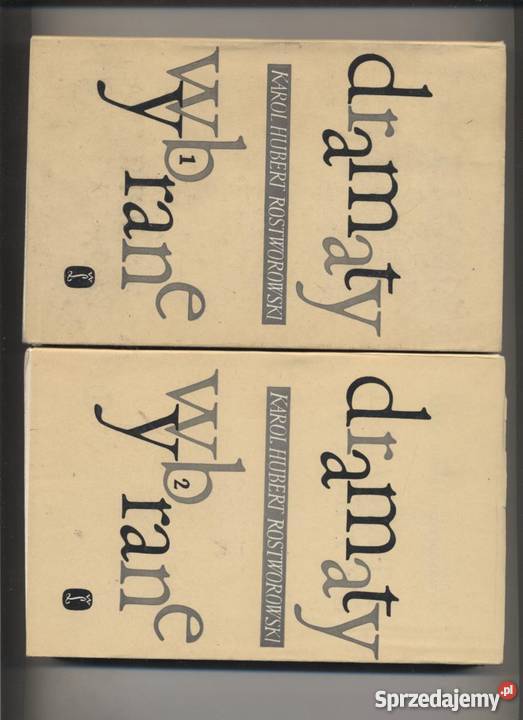 dramaty
KAROL HUBERT ROSTWOROWSKI
wybrane
1
dramaty
KAROL HUBERT ROSTWOROWSKI
wybrane
2
Sprzedajemy.pl